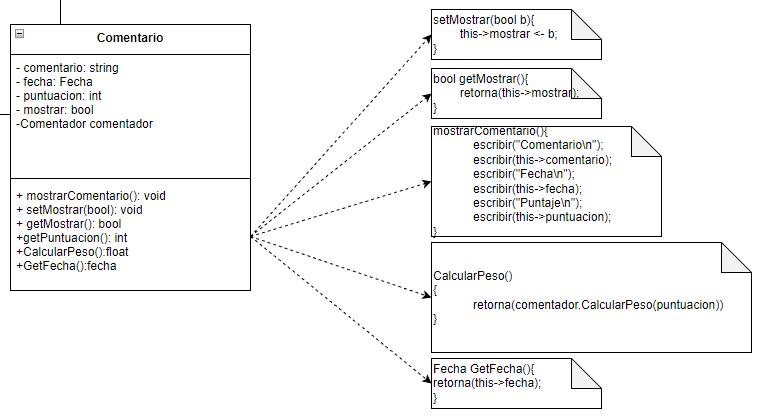 Comentario
- comentario: string
- fecha: Fecha
- puntuacion: int
- mostrar: bool
-Comentador comentador
+ mostrarComentario(): void
+ setMostrar(bool): void
+ getMostrar(): bool
+getPuntuacion(): int
+CalcularPeso():float
+GetFecha():fecha
setMostrar(bool b){
this->mostrar <- b;
}
bool getMostrar(){
retorna(this->mostrar);
}
mostrarComentario(){
escribir("Comentario\n");
escribir(this->comentario);
escribir("Fecha\n");
escribir(this->fecha);
escribir("Puntaje\n");
escribir(this->puntuacion);
}
CalcularPeso()
{
retorna(comentador.CalcularPeso(puntuacion))
}
Fecha GetFecha(){
retorna(this->fecha);
}